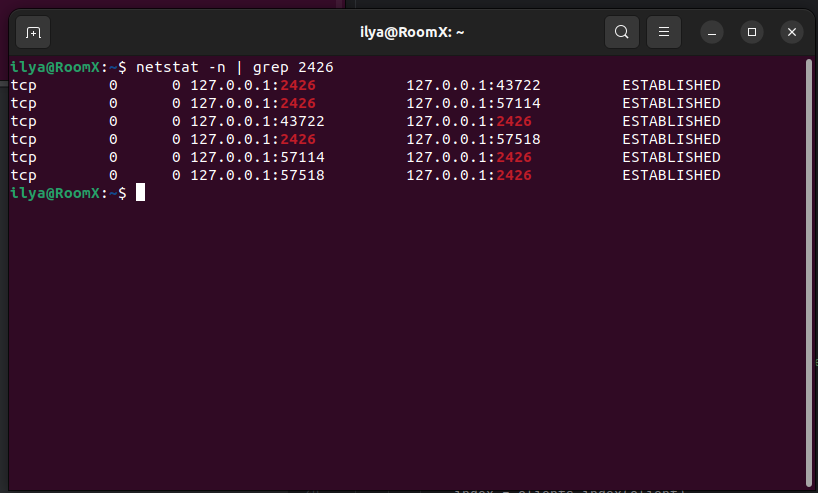 ilya@RoomX: ~
ilya@RoomX:~$ netstat -n | grep 2426
tcp        0      0 127.0.0.1:2426          127.0.0.1:43722         ESTABLISHED
tcp        0      0 127.0.0.1:2426          127.0.0.1:57114         ESTABLISHED
tcp        0      0 127.0.0.1:43722         127.0.0.1:2426          ESTABLISHED
tcp        0      0 127.0.0.1:2426          127.0.0.1:57518         ESTABLISHED
tcp        0      0 127.0.0.1:57114         127.0.0.1:2426          ESTABLISHED
tcp        0      0 127.0.0.1:57518         127.0.0.1:2426          ESTABLISHED
ilya@RoomX:~$